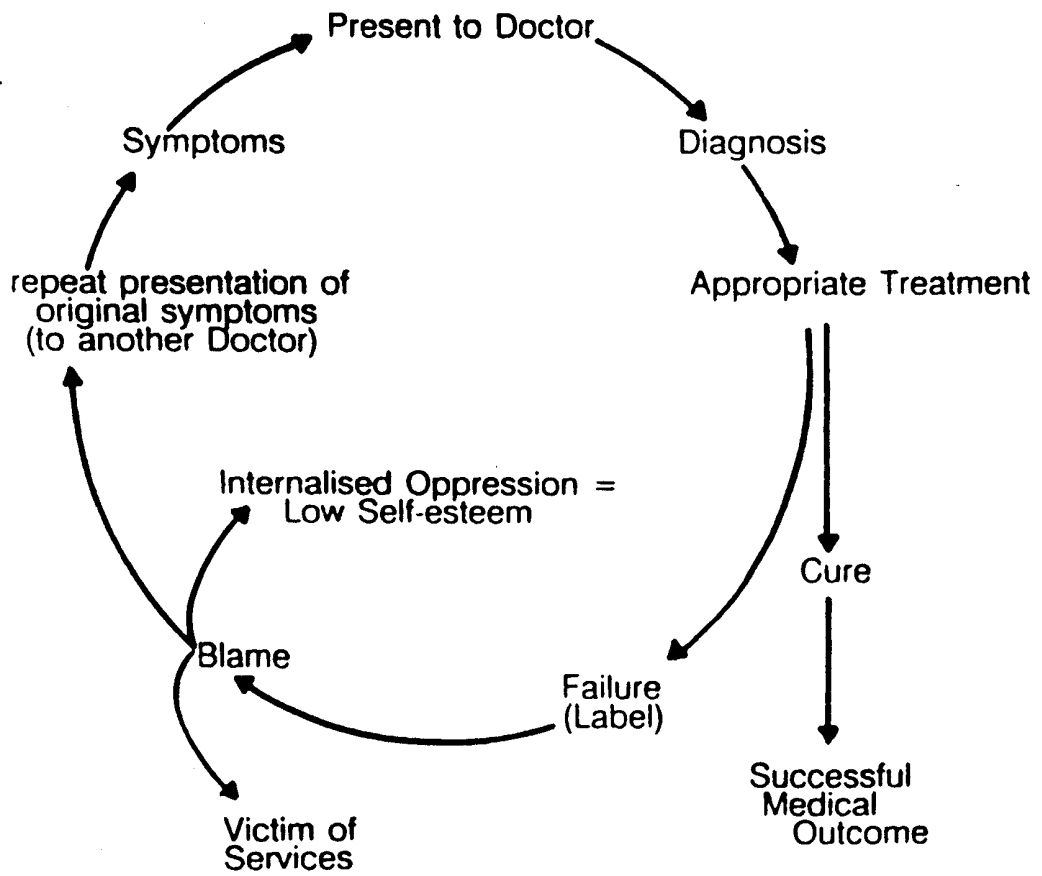 Present to Doctor
Symptoms
Diagnosis
repeat presentation of
original symptoms
(to another Doctor)
Appropriate Treatment
Internalised Oppression =
Low Self-esteem
Cure
Blame
Failure
(Label)
Successful
Medical
Outcome
Victim of
Services